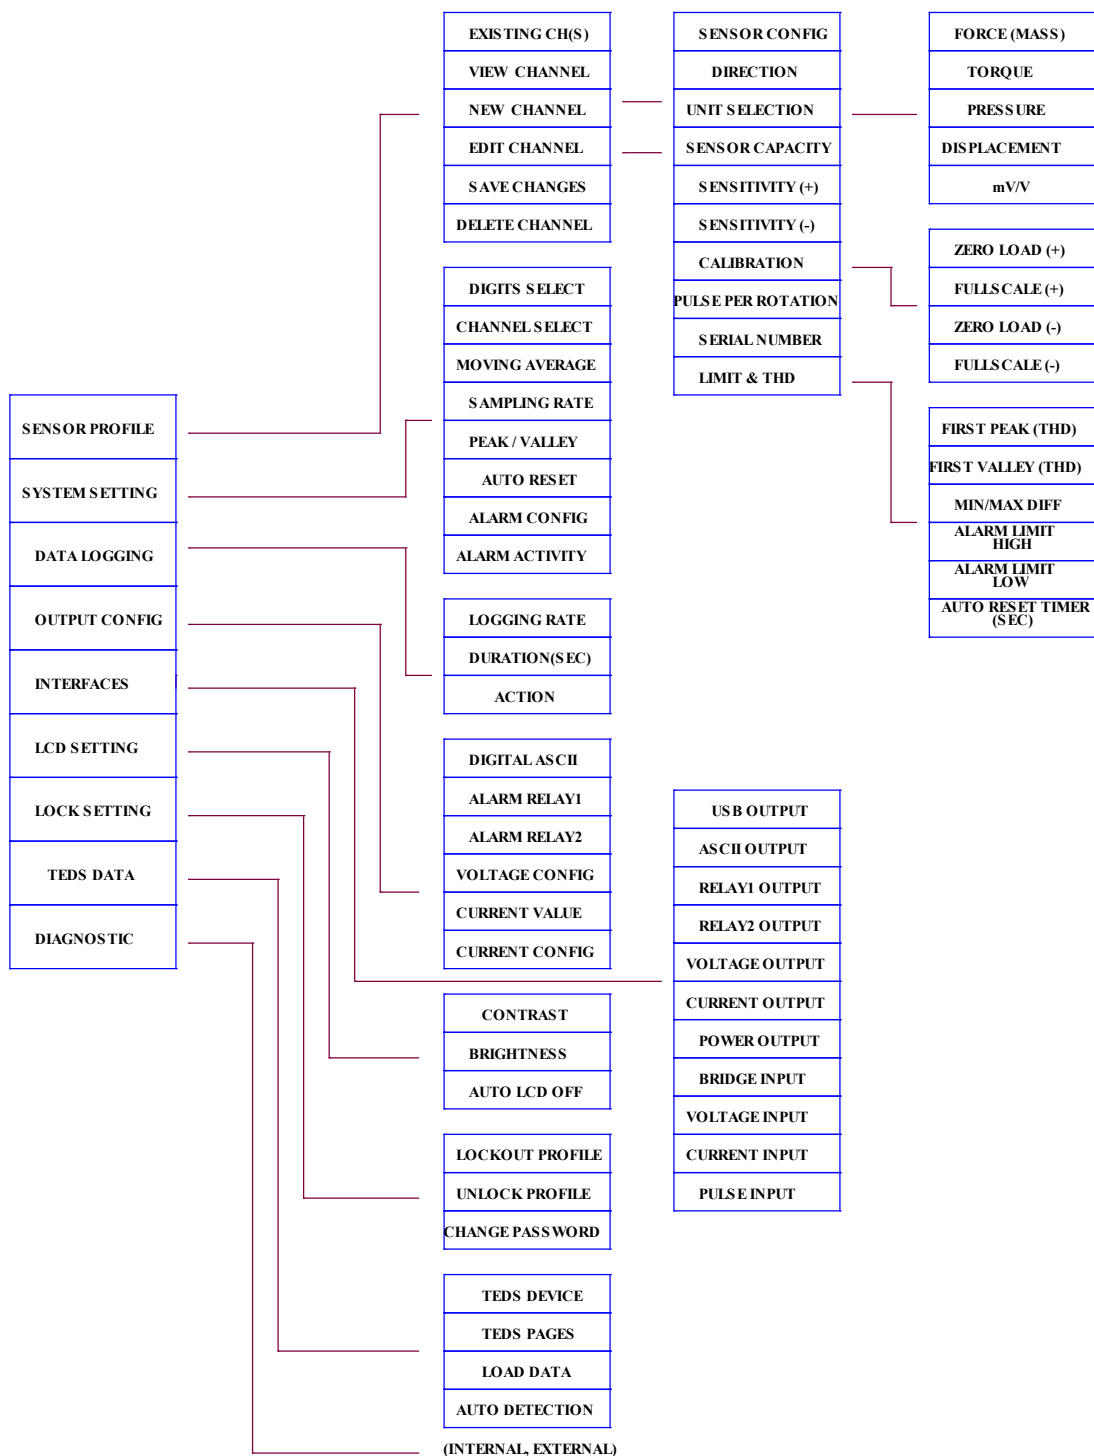 SENSOR PROFILE
SYSTEM SETTING
DATA LOGGING
OUTPUT CONFIG
INTERFACES
LCD SETTING
LOCK SETTING
TEDS DATA
DIAGNOSTIC
EXISTING CH(S)
VIEW CHANNEL
NEW CHANNEL
EDIT CHANNEL
SAVE CHANGES
DELETE CHANNEL
DIGITS SELECT
CHANNEL SELECT
MOVING AVERAGE
SAMPLING RATE
PEAK / VALLEY
AUTO RESET
ALARM CONFIG
ALARM ACTIVITY
LOGGING RATE
DURATION(SEC)
ACTION
DIGITAL ASCII
ALARM RELAY1
ALARM RELAY2
VOLTAGE CONFIG
CURRENT VALUE
CURRENT CONFIG
CONTRAST
BRIGHTNESS
AUTO LCD OFF
LOCKOUT PROFILE
UNLOCK PROFILE
CHANGE PASSWORD
TEDS DEVICE
TEDS PAGES
LOAD DATA
AUTO DETECTION
(INTERNAL, EXTERNAL)
SENSOR CONFIG
DIRECTION
UNIT SELECTION
SENSOR CAPACITY
SENSITIVITY (+)
SENSITIVITY (-)
CALIBRATION
PULSE PER ROTATION
SERIAL NUMBER
LIMIT & THD
USB OUTPUT
ASCII OUTPUT
RELAY1 OUTPUT
RELAY2 OUTPUT
VOLTAGE OUTPUT
CURRENT OUTPUT
POWER OUTPUT
BRIDGE INPUT
VOLTAGE INPUT
CURRENT INPUT
PULSE INPUT
FORCE (MASS)
TORQUE
PRESSURE
DISPLACEMENT
mV/V
ZERO LOAD (+)
FULLSCALE (+)
ZERO LOAD (-)
FULLSCALE (-)
FIRST PEAK (THD)
FIRST VALLEY (THD)
MIN/MAX DIFF
ALARM LIMIT
HIGH
ALARM LIMIT
LOW
AUTO RESET TIMER
(SEC)